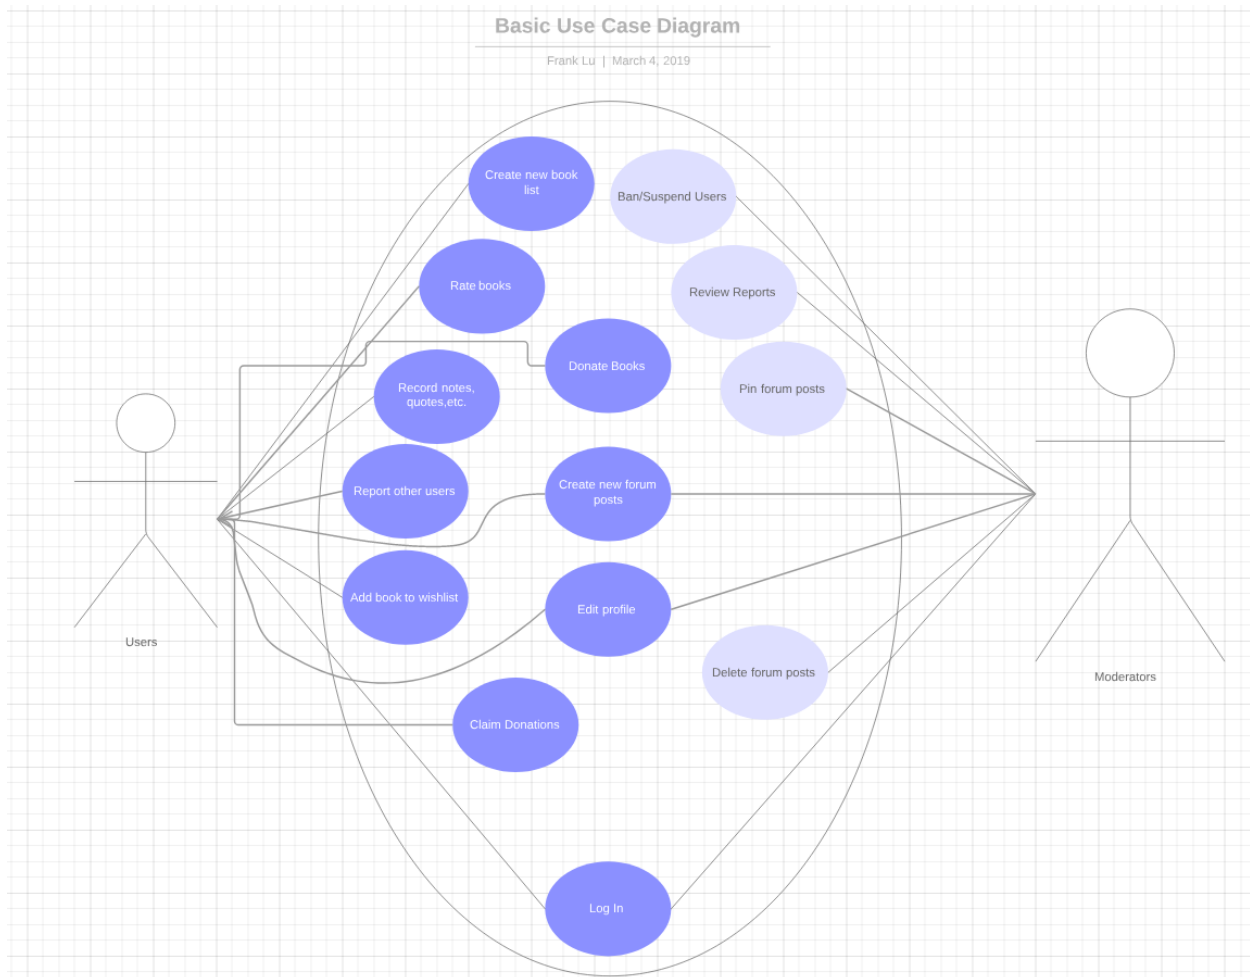 Basic Use Case Diagram
Frank Lu | March 4, 2019
Create new book
list
Ban/Suspend Users
Rate books
Review Reports
Donate Books
Record notes,
quotes,etc.
Pin forum posts
Report other users
Create new forum
posts
Add book to wishlist
Edit profile
Users
Delete forum posts
Moderators
Claim Donations
Log In